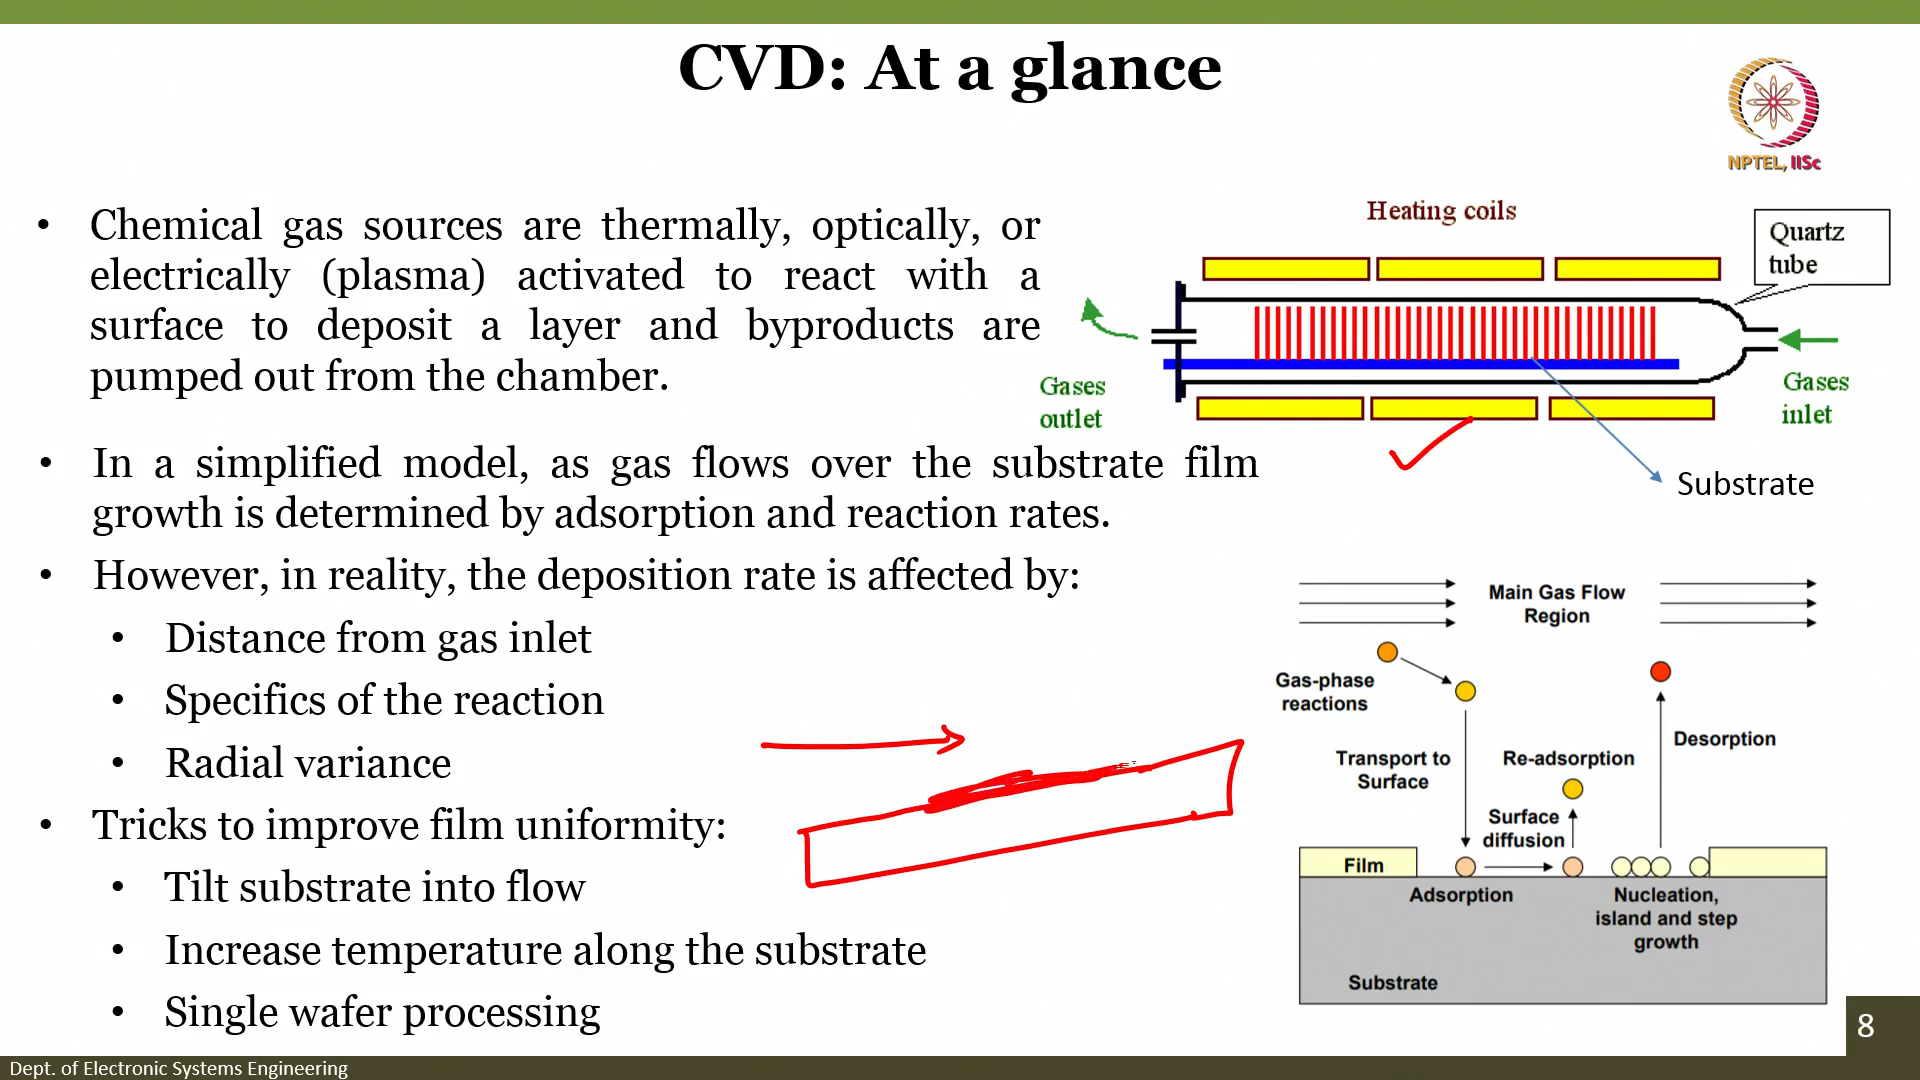 CVD: At a glance
NPTEL, IISc
• Chemical gas sources are thermally, optically, or
electrically (plasma) activated to react with a
surface to deposit a layer and byproducts are
pumped out from the chamber.
• In a simplified model, as gas flows over the substrate film
growth is determined by adsorption and reaction rates.
• However, in reality, the deposition rate is affected by:
• Distance from gas inlet
• Specifics of the reaction
• Radial variance
• Tricks to improve film uniformity:
• Tilt substrate into flow
• Increase temperature along the substrate
• Single wafer processing
Heating coils
Quartz
tube
Gases
outlet
Gases
inlet
Substrate
Main Gas Flow
Region
Gas-phase
reactions
Transport to
Surface
Re-adsorption
Desorption
Surface
diffusion
Film
Adsorption
Nucleation,
island and step
growth
Substrate
8
Dept. of Electronic Systems Engineering